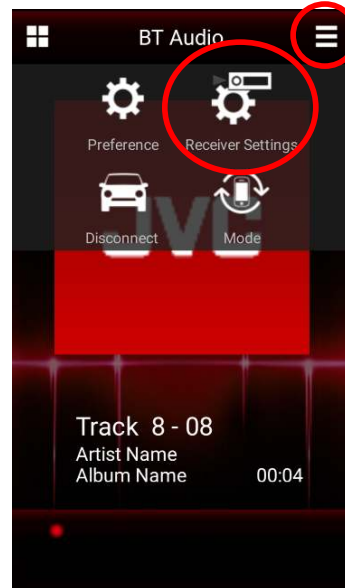 BT Audio
Preference Receiver Settings
Disconnect Mode
JVC
Track 8 - 08
Artist Name
Album Name 00:04